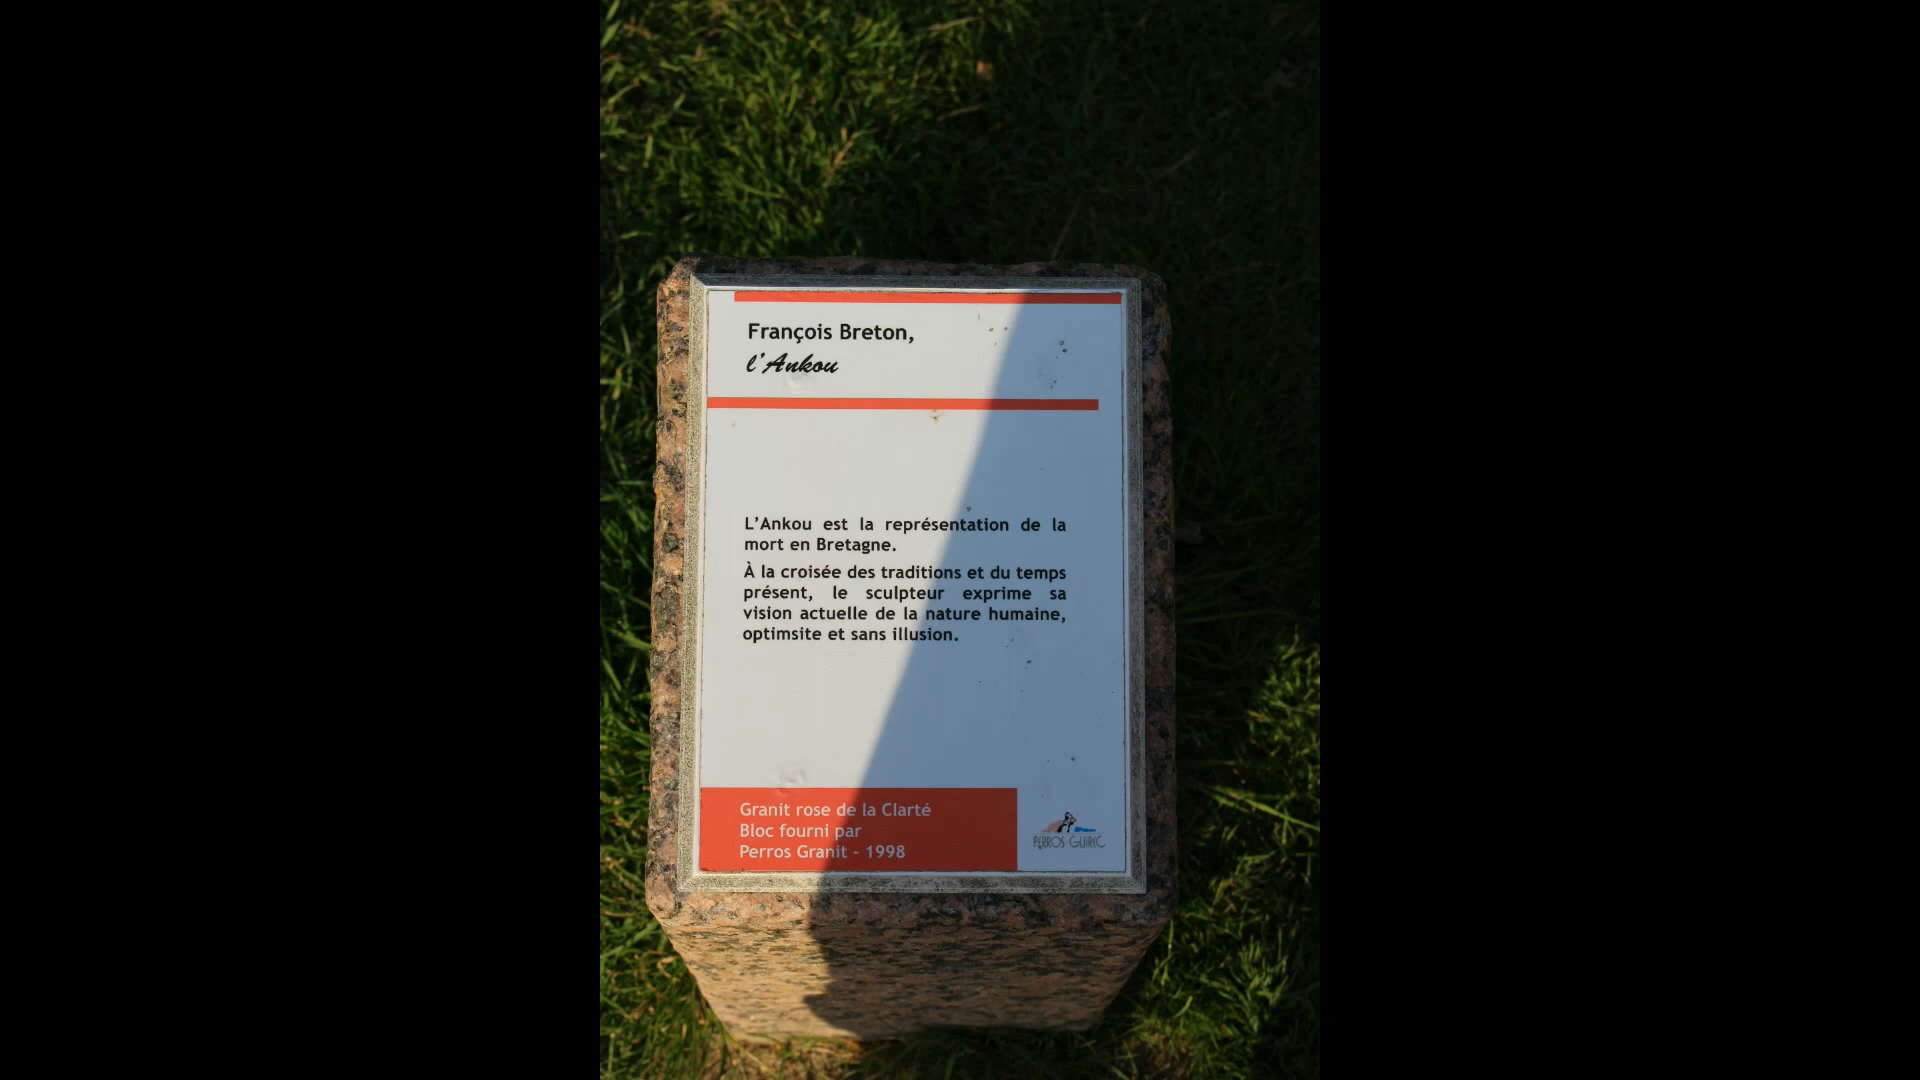 François Breton,
l'Ankou
L'Ankou est la représentation de la
mort en Bretagne.
À la croisée des traditions et du temps
présent, le sculpteur exprime sa
vision actuelle de la nature humaine,
optimsite et sans illusion.
Granit rose de la Clarté
Bloc fourni par
Perros Granit - 1998
PERROS-GUIREC